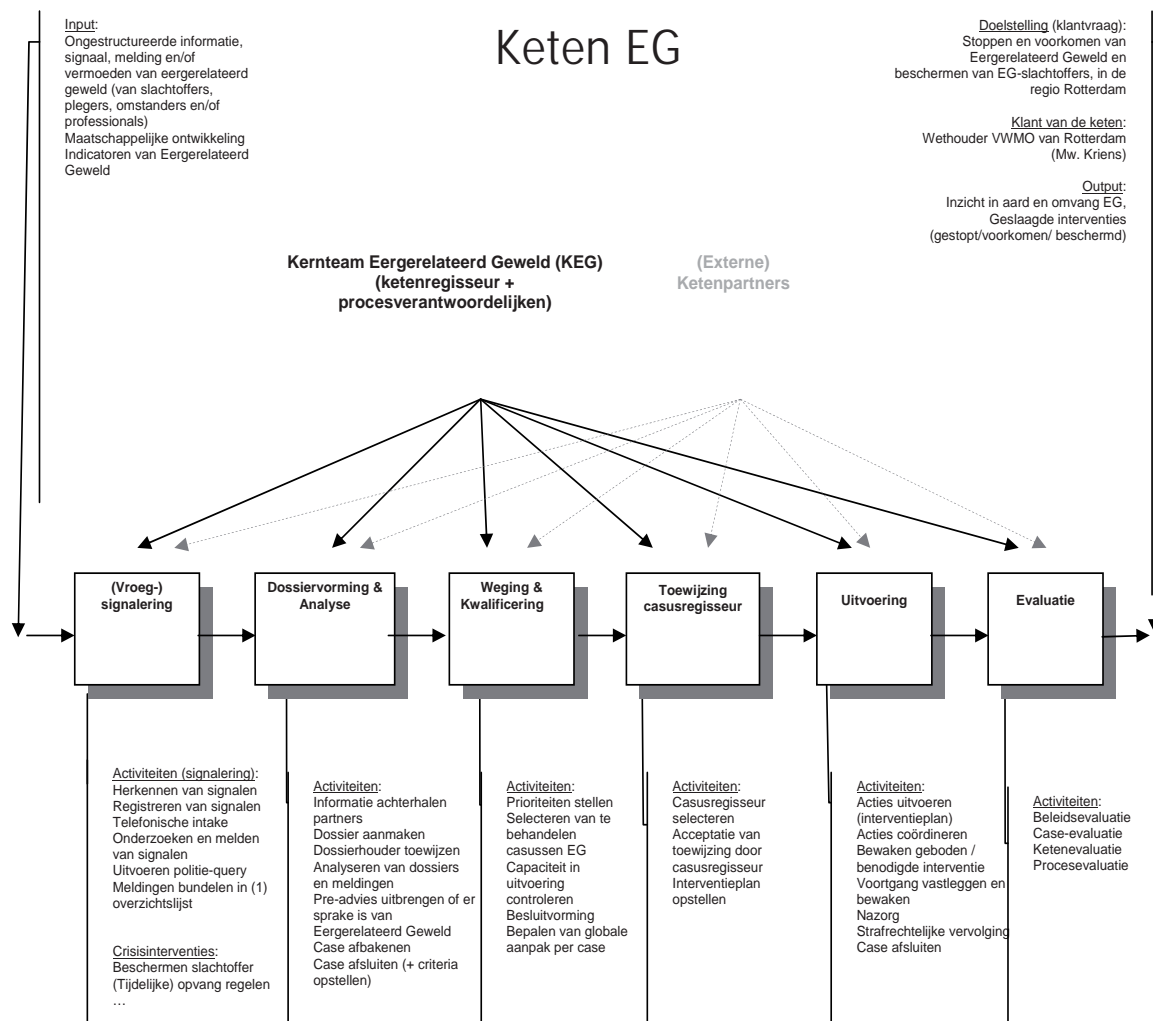 Input:
Ongestructureerde informatie,
signaal, melding en/of
vermoeden van eergerelateerd
geweld (van slachtoffers,
plegers, omstanders en/of
professionals)
Maatschappelijke ontwikkeling
Indicatoren van Eergerelateerd
Geweld
Keten EG
Doelstelling (klantvraag):
Stoppen en voorkomen van
Eergerelateerd Geweld en
beschermen van EG-slachtoffers, in de
regio Rotterdam
Klant van de keten:
Wethouder VWMO van Rotterdam
(Mw. Kriens)
Output:
Inzicht in aard en omvang EG,
Geslaagde interventies
(gestopt/voorkomen/ beschermd)
Kernteam Eergerelateerd Geweld (KEG)
(ketenregisseur +
procesverantwoordelijken)
(Externe)
Ketenpartners
(Vroeg-)
signalering
Dossiervorming &
Analyse
Weging &
Kwalificering
Toewijzing
casusregisseur
Uitvoering
Evaluatie
Activiteiten (signalering):
Herkennen van signalen
Registreren van signalen
Telefonische intake
Onderzoeken en melden
van signalen
Uitvoeren politie-query
Meldingen bundelen in (1)
overzichtslijst
Crisisinterventies:
Beschermen slachtoffer
(Tijdelijke) opvang regelen
…
Activiteiten:
Informatie achterhalen
partners
Dossier aanmaken
Dossierhouder toewijzen
Analyseren van dossiers
en meldingen
Pre-advies uitbrengen of er
sprake is van
Eergerelateerd Geweld
Case afbakenen
Case afsluiten (+ criteria
opstellen)
Activiteiten:
Prioriteiten stellen
Selecteren van te
behandelen
casussen EG
Capaciteit in
uitvoering
controleren
Besluitvorming
Bepalen van globale
aanpak per case
Activiteiten:
Casusregisseur
selecteren
Acceptatie van
toewijzing door
casusregisseur
Interventieplan
opstellen
Activiteiten:
Acties uitvoeren
(interventieplan)
Acties coördineren
Bewaken geboden /
benodigde interventie
Voortgang vastleggen en
bewaken
Nazorg
Strafrechtelijke vervolging
Case afsluiten
Activiteiten:
Beleidsevaluatie
Case-evaluatie
Ketenevaluatie
Procesevaluatie